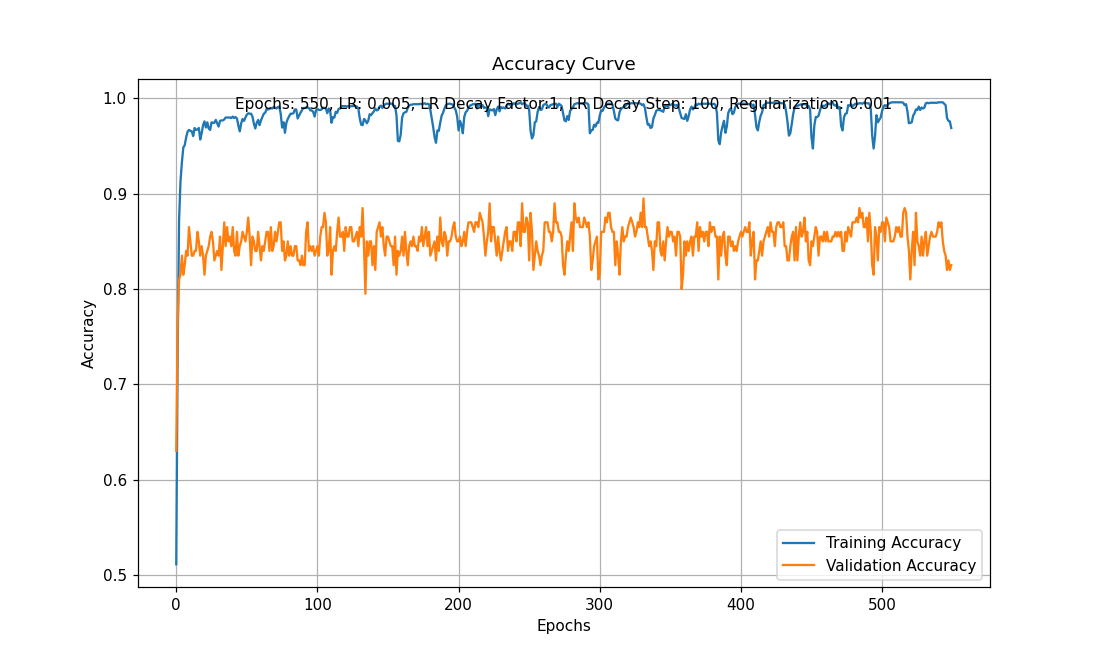 Accuracy Curve
Epochs: 550, LR: 0.005, LR Decay Factor:1, LR Decay Step: 100, Regularization: 0.001
1.0
0.9
0.8
0.7
0.6
0.5
Accuracy
Training Accuracy
Validation Accuracy
0 100 200 300 400 500
Epochs